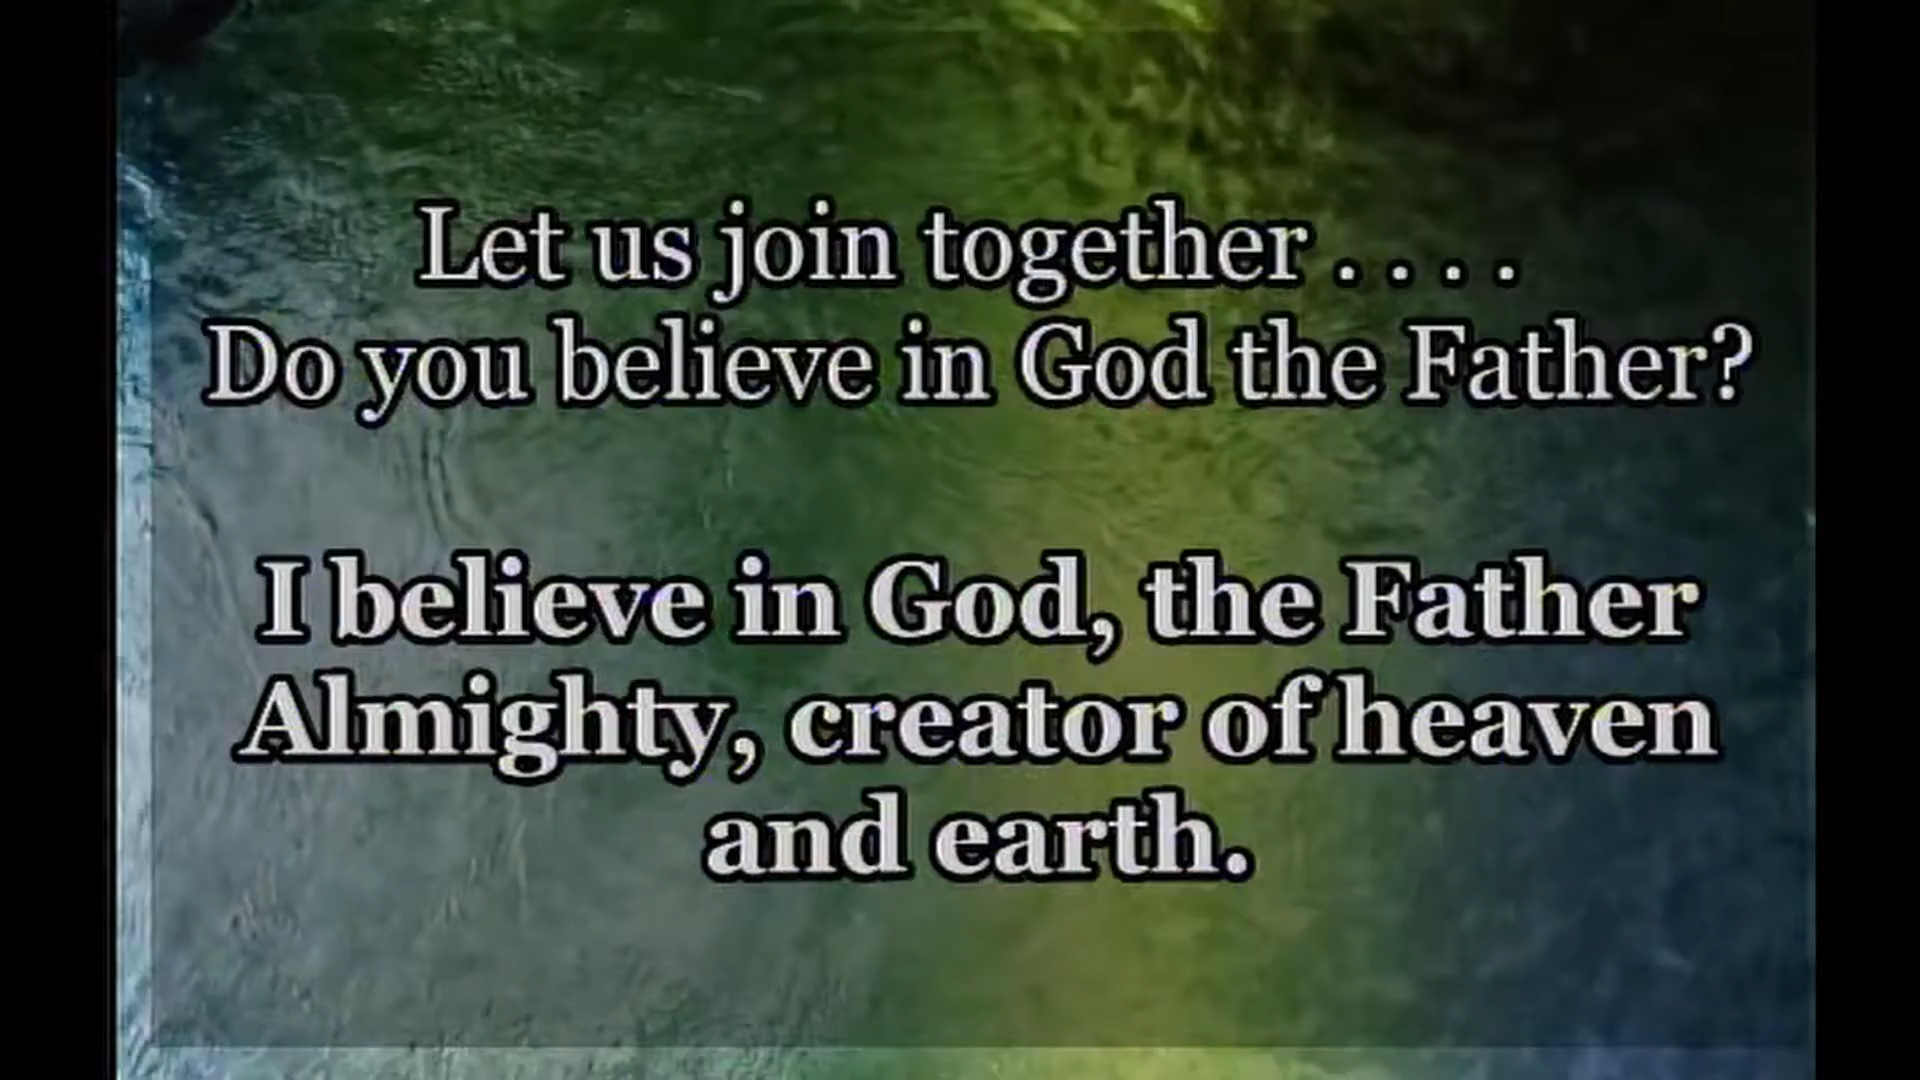 Let us join together . . . .
Do you believe in God the Father?
I believe in God, the Father
Almighty, creator of heaven
and earth.